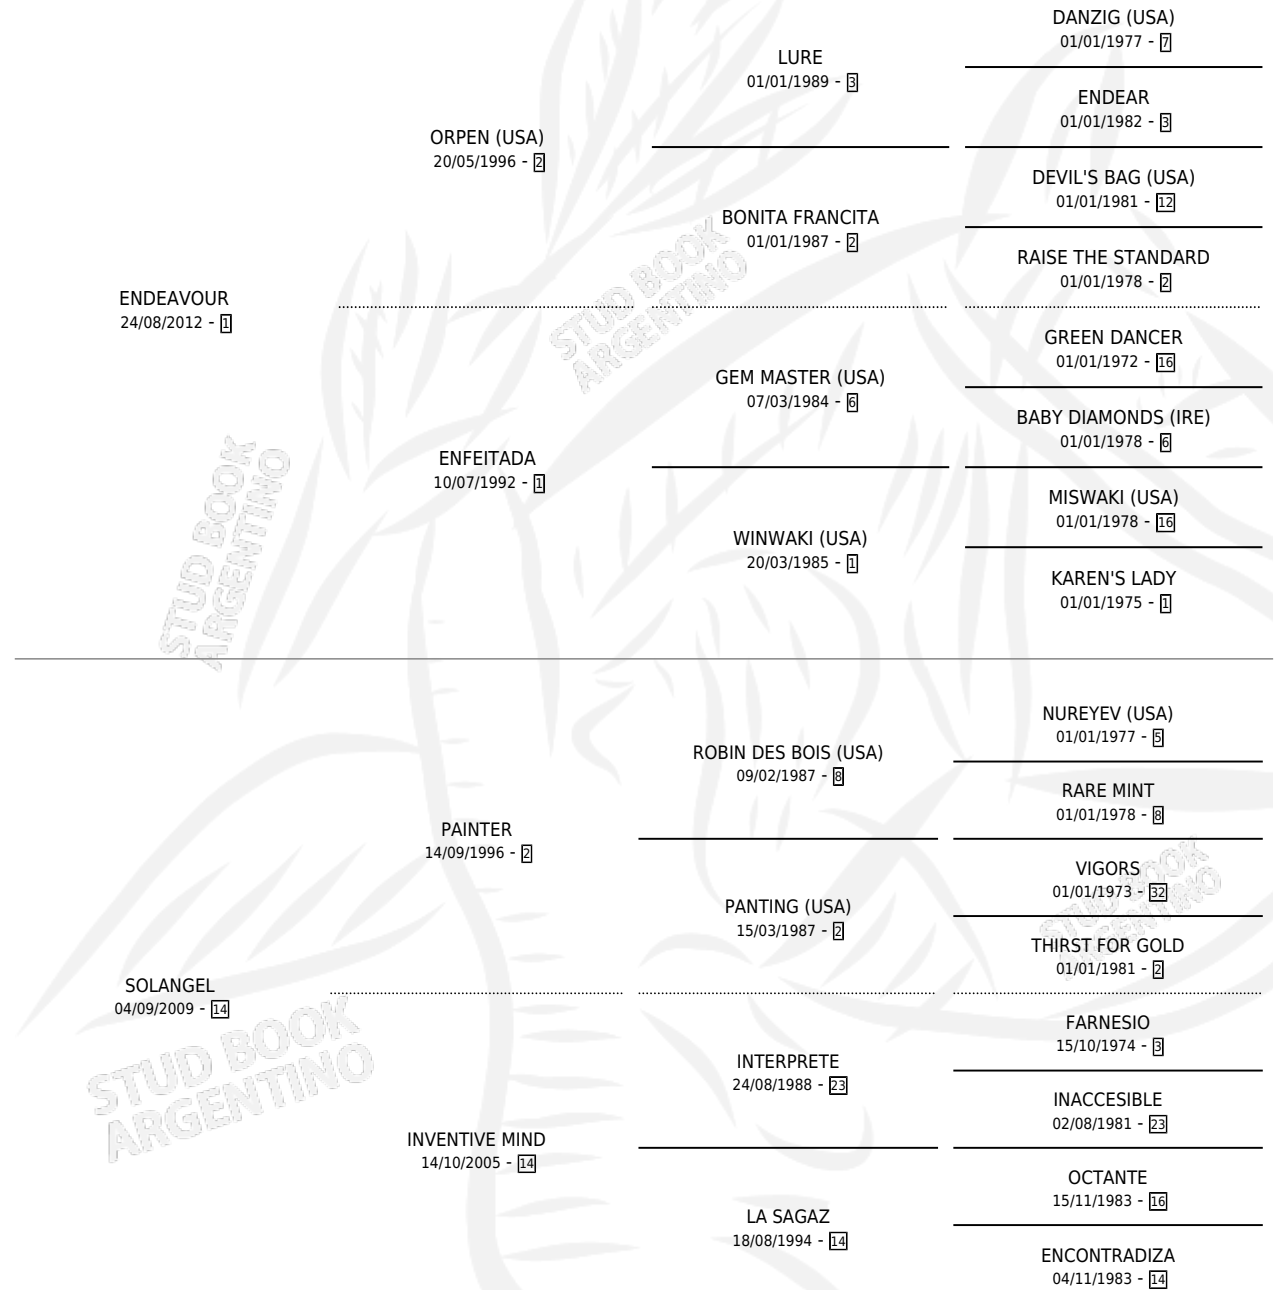 DANZIG (USA)
01/01/1977 - 7
LURE
01/01/1989 - 3
ENDEAR
01/01/1982 - 3
ORPEN (USA)
20/05/1996 - 2
DEVIL'S BAG (USA)
01/01/1981 - 12
BONITA FRANCITA
01/01/1987 - 2
RAISE THE STANDARD
01/01/1978 - 2
ENDEAVOUR
24/08/2012 - 1
STUD BOOK
ARGENTINO
GREEN DANCER
01/01/1972 - 16
GEM MASTER (USA)
07/03/1984 - 6
BABY DIAMONDS (IRE)
01/01/1978 - 6
ENFEITADA
10/07/1992 - 1
MISWAKI (USA)
01/01/1978 - 16
WINWAKI (USA)
20/03/1985 - 1
KAREN'S LADY
01/01/1975 - 1
STUD BOOK
ARGENTINO
NUREYEV (USA)
01/01/1977 - 5
ROBIN DES BOIS (USA)
09/02/1987 - 8
RARE MINT
01/01/1978 - 8
PAINTER
14/09/1996 - 2
VIGORS
01/01/1973 - 32
PANTING (USA)
15/03/1987 - 2
STUD BOOK
ARGENTINO
THIRST FOR GOLD
01/01/1981 - 2
SOLANGEL
04/09/2009 - 14
STUD BOOK
ARGENTINO
FARNESIO
15/10/1974 - 3
INTERPRETE
24/08/1988 - 23
INACCESIBLE
02/08/1981 - 23
INVENTIVE MIND
14/10/2005 - 14
OCTANTE
15/11/1983 - 16
LA SAGAZ
18/08/1994 - 14
ENCONTRADIZA
04/11/1983 - 14